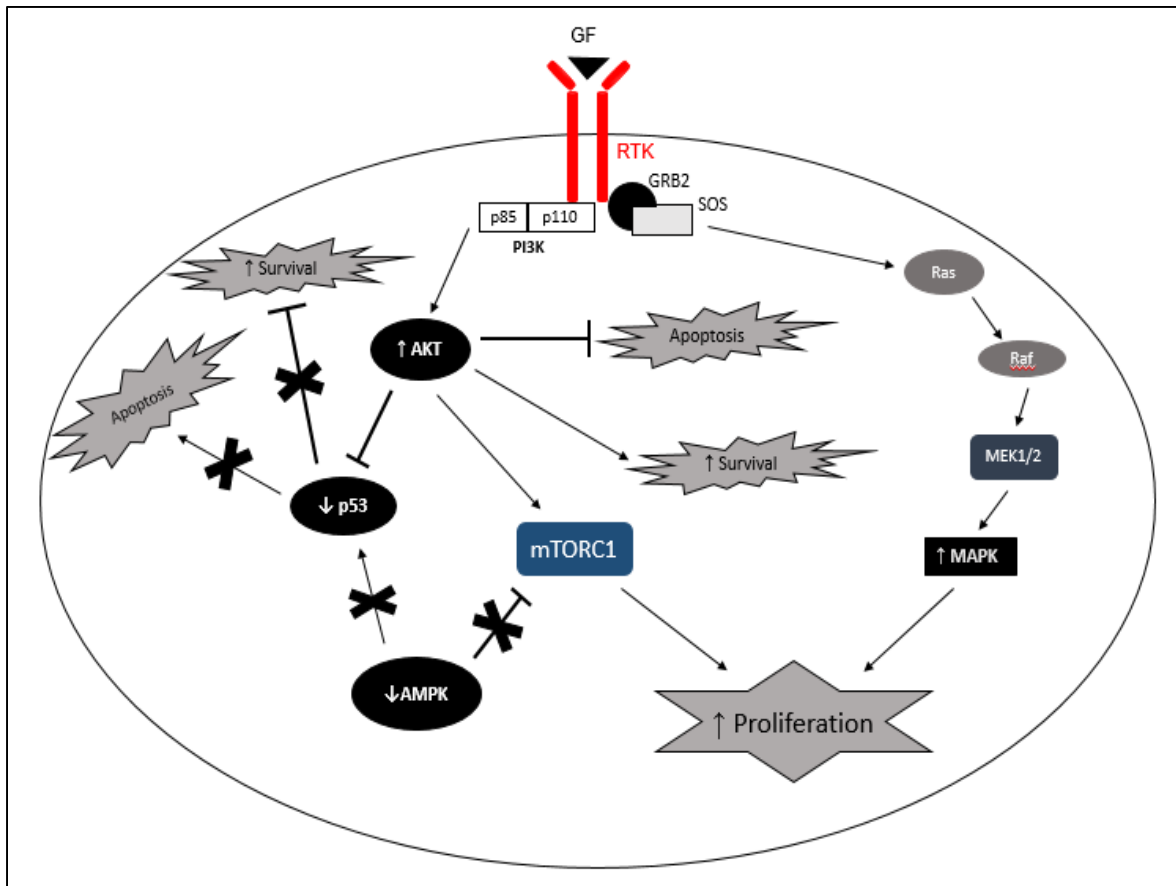 GF
RTK
GRB2
SOS
p85
p110
PI3K
↑ Survival
Ras
↑ AKT
Apoptosis
Raf
Apoptosis
↑ Survival
MEK1/2
↓ p53
mTORC1
↑ MAPK
↓AMPK
↑ Proliferation